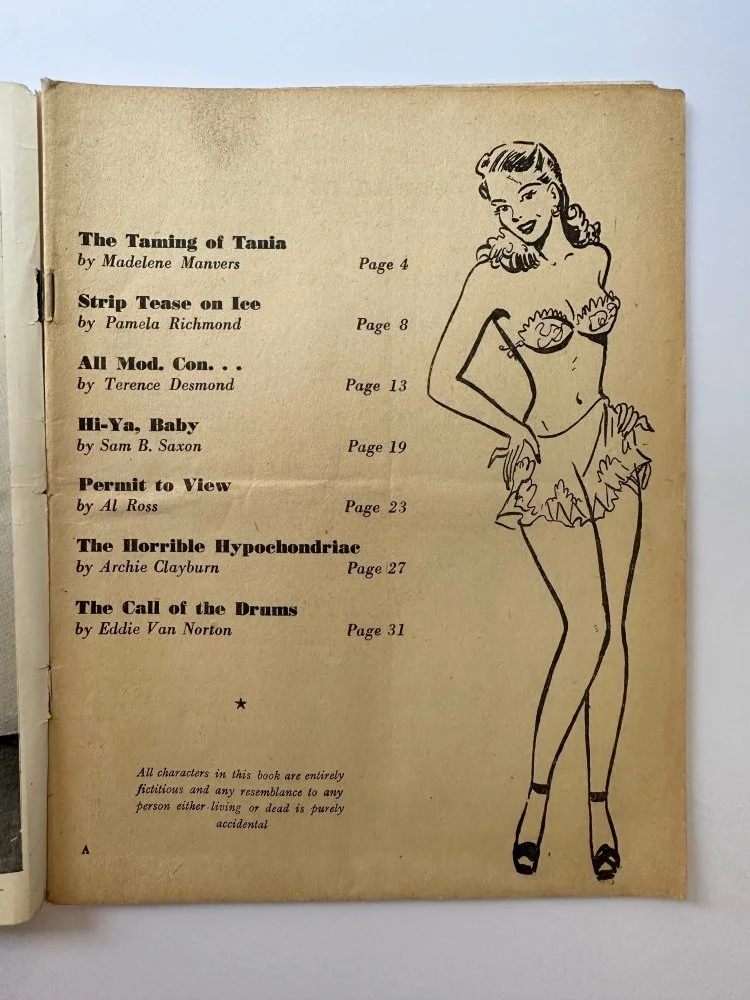 The Taming of Tania
by Madelene Manvers Page 4
Strip Tease on Ice
by Pamela Richmond Page 8
All Mod. Con. . .
by Terence Desmond Page 13
Hi-Ya, Baby
by Sam B. Saxon Page 19
Permit to View
by Al Ross Page 23
The Horrible Hypochondriac
by Archie Clayburn Page 27
The Call of the Drums
by Eddie Van Norton Page 31
All characters in this book are entirely
fictitious and any resemblance to any
person either living or dead is purely
accidental
A